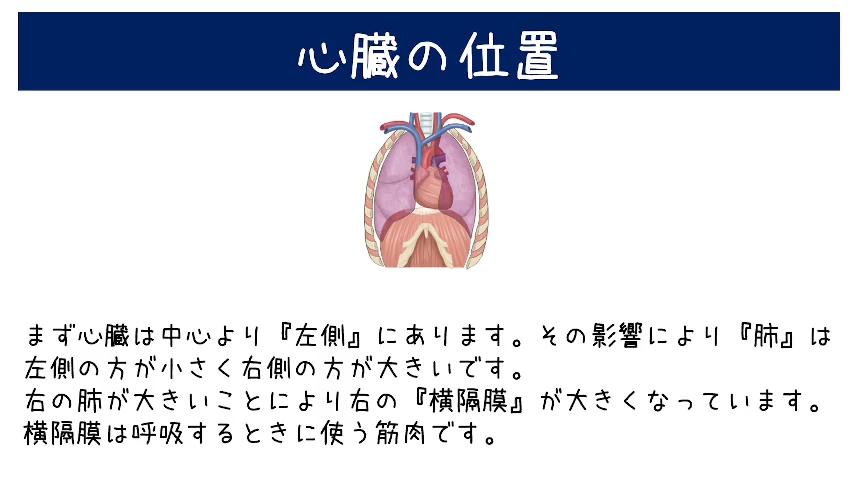 心臓の位置
まず心臓は中心より『左側』にあります。その影響により『肺』は
左側の方が小さく右側の方が大きいです。
右の肺が大きいことにより右の『横隔膜』が大きくなっています。
横隔膜は呼吸するときに使う筋肉です。